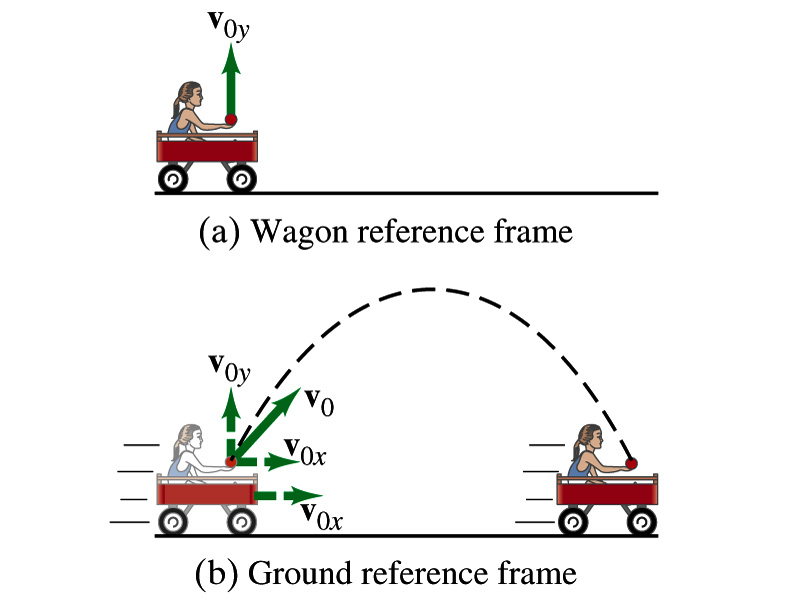 v0y
(a) Wagon reference frame
v0y
v0
v0x
v0x
(b) Ground reference frame